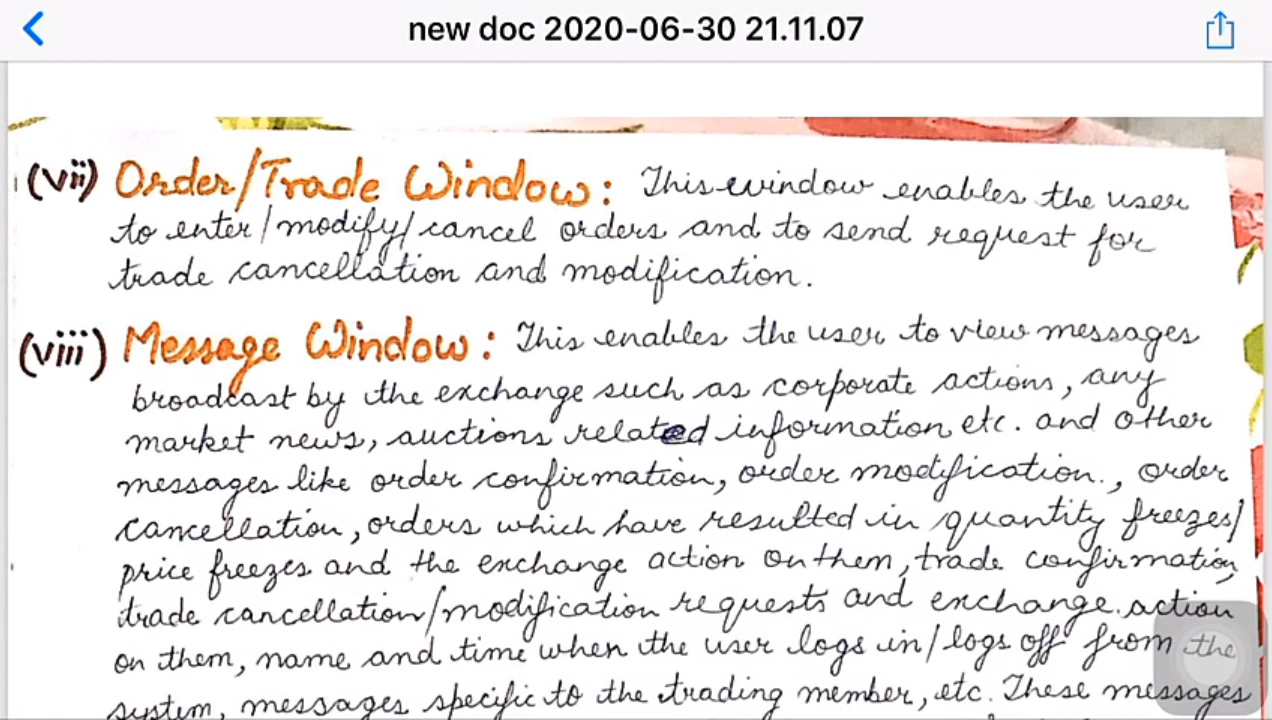 new doc 2020-06-30 21.11.07
(vii) Order/Trade Window: This window enables the user
to enter/modify/cancel orders and to send request for
trade cancellation and modification.
(viii) Message Window: This enables the user to view messages
broadcast by the exchange such as corporate actions, any
market news, auctions related information etc. and other
messages like order confirmation, order modification, order
cancellation, orders which have resulted in quantity freezes/
price freezes and the exchange action on them, trade confirmation,
trade cancellation/modification requests and exchange action
on them, name and time when the user logs in/logs off from the
system, messages specific to the trading member, etc. These messages